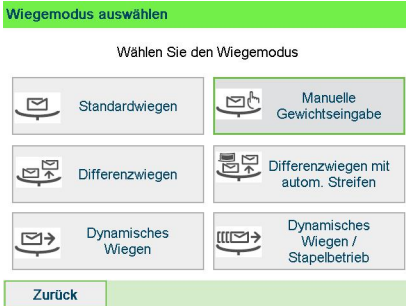 Wiegemodus auswählen
Wählen Sie den Wiegemodus
Standardwiegen
Manuelle
Gewichtseingabe
Differenzwiegen
Differenzwiegen mit
autom. Streifen
Dynamisches
Wiegen
Dynamisches
Wiegen /
Stapelbetrieb
Zurück